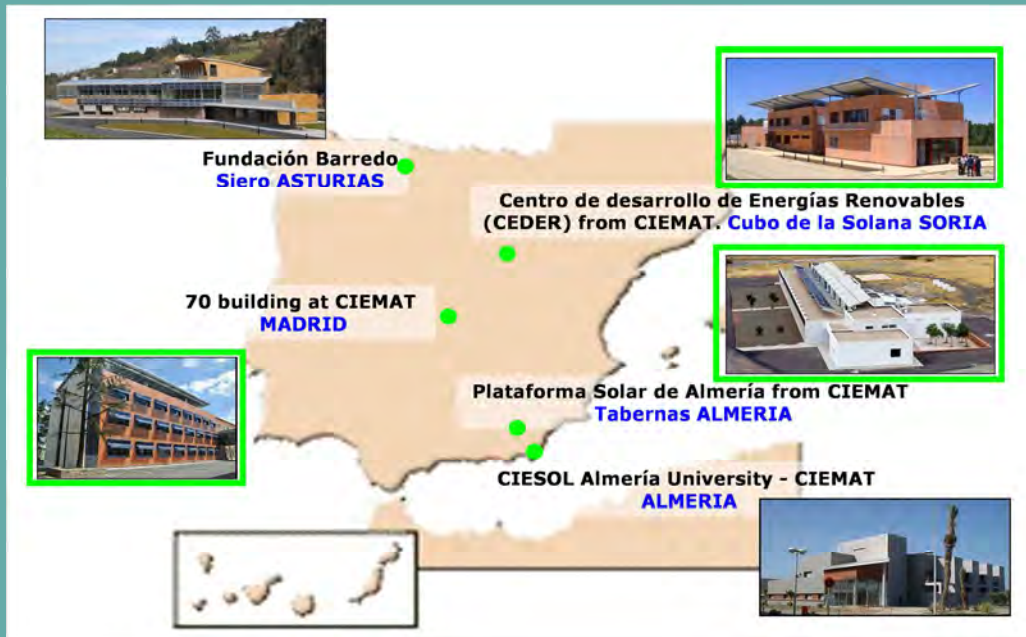 Fundación Barredo
Siero ASTURIAS
Centro de desarrollo de Energías Renovables
(CEDER) from CIEMAT. Cubo de la Solana SORIA
70 building at CIEMAT
MADRID
Plataforma Solar de Almería from CIEMAT
Tabernas ALMERIA
CIESOL Almería University - CIEMAT
ALMERIA